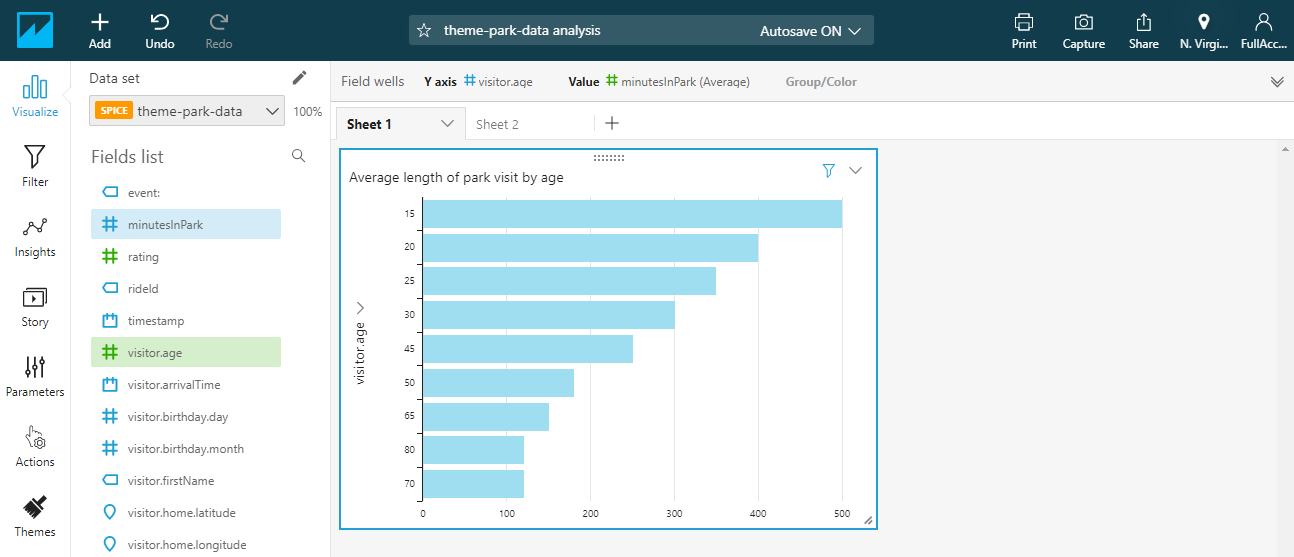 Add
Undo
Redo
theme-park-data analysis
Autosave ON
Print
Capture
Share
N. Virgi...
FullAcc...
Visualize
Filter
Insights
Story
Parameters
Actions
Themes
Data set
SPICE theme-park-data
100%
Fields list
event:
minutesInPark
rating
rideId
timestamp
visitor.age
visitor.arrivalTime
visitor.birthday.day
visitor.birthday.month
visitor.firstName
visitor.home.latitude
visitor.home.longitude
Field wells
Y axis visitor.age
Value minutesInPark (Average)
Group/Color
Sheet 1
Sheet 2
Average length of park visit by age
visitor.age
15
20
25
30
45
50
65
80
70
0 100 200 300 400 500